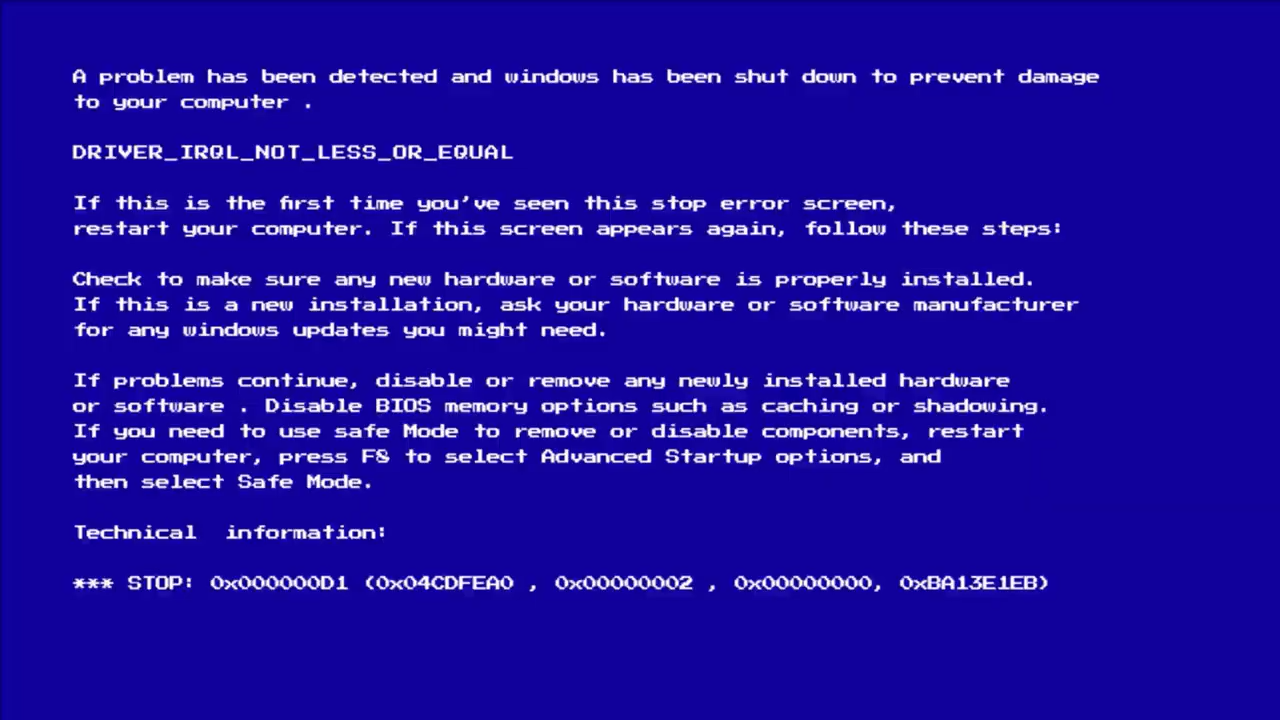 A problem has been detected and windows has been shut down to prevent damage
to your computer .
DRIVER_IRQL_NOT_LESS_OR_EQUAL
If this is the first time you've seen this stop error screen,
restart your computer. If this screen appears again, follow these steps:
Check to make sure any new hardware or software is properly installed.
If this is a new installation, ask your hardware or software manufacturer
for any windows updates you might need.
If problems continue, disable or remove any newly installed hardware
or software . Disable BIOS memory options such as caching or shadowing.
If you need to use safe Mode to remove or disable components, restart
your computer, press F8 to select Advanced Startup options, and
then select Safe Mode.
Technical  information:
*** STOP: 0x000000D1 (0x04CDFEA0 , 0x00000002 , 0x00000000, 0xBA13E1EB)